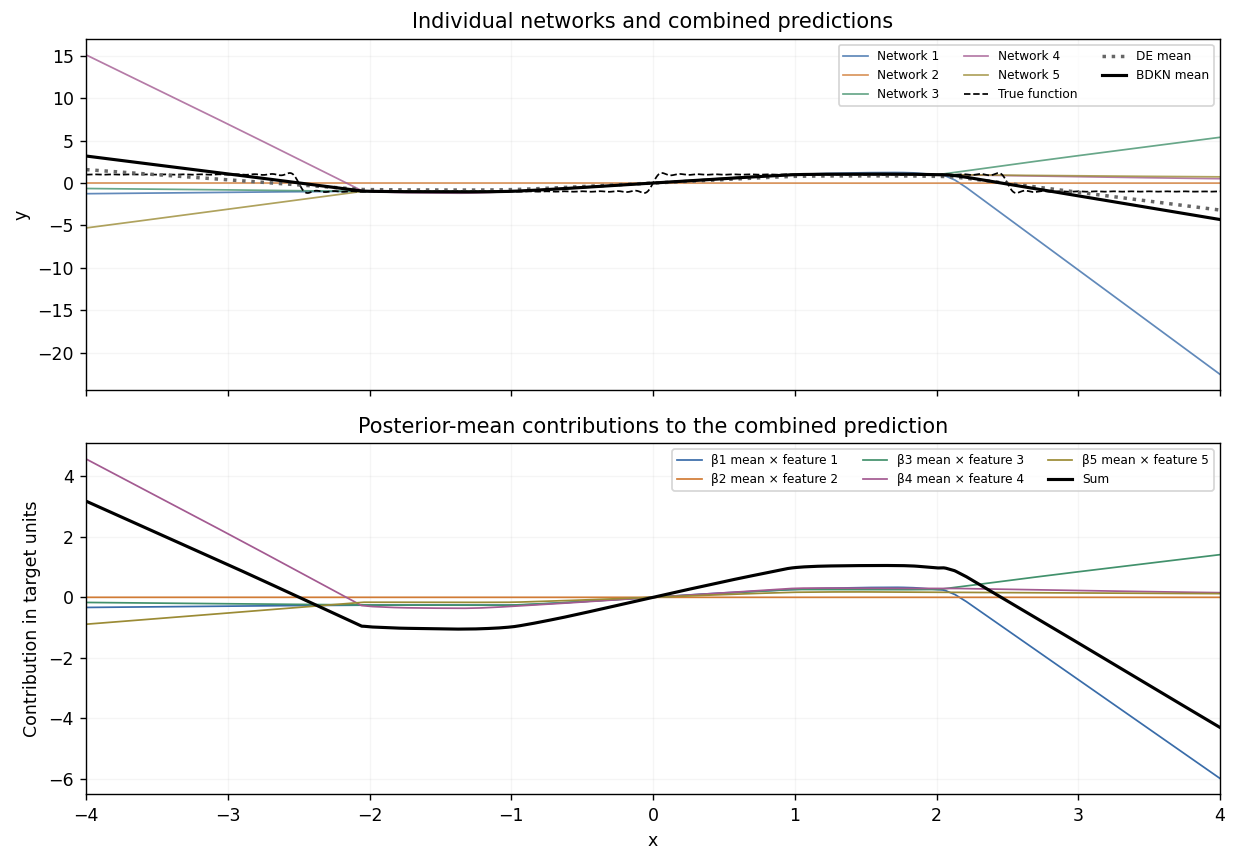 Individual networks and combined predictions
Network 1
Network 2
Network 3
Network 4
Network 5
True function
DE mean
BDKN mean
15
10
5
0
−5
−10
−15
−20
y
Posterior-mean contributions to the combined prediction
β1 mean × feature 1
β2 mean × feature 2
β3 mean × feature 3
β4 mean × feature 4
β5 mean × feature 5
Sum
4
2
0
−2
−4
−6
Contribution in target units
−4 −3 −2 −1 0 1 2 3 4
x